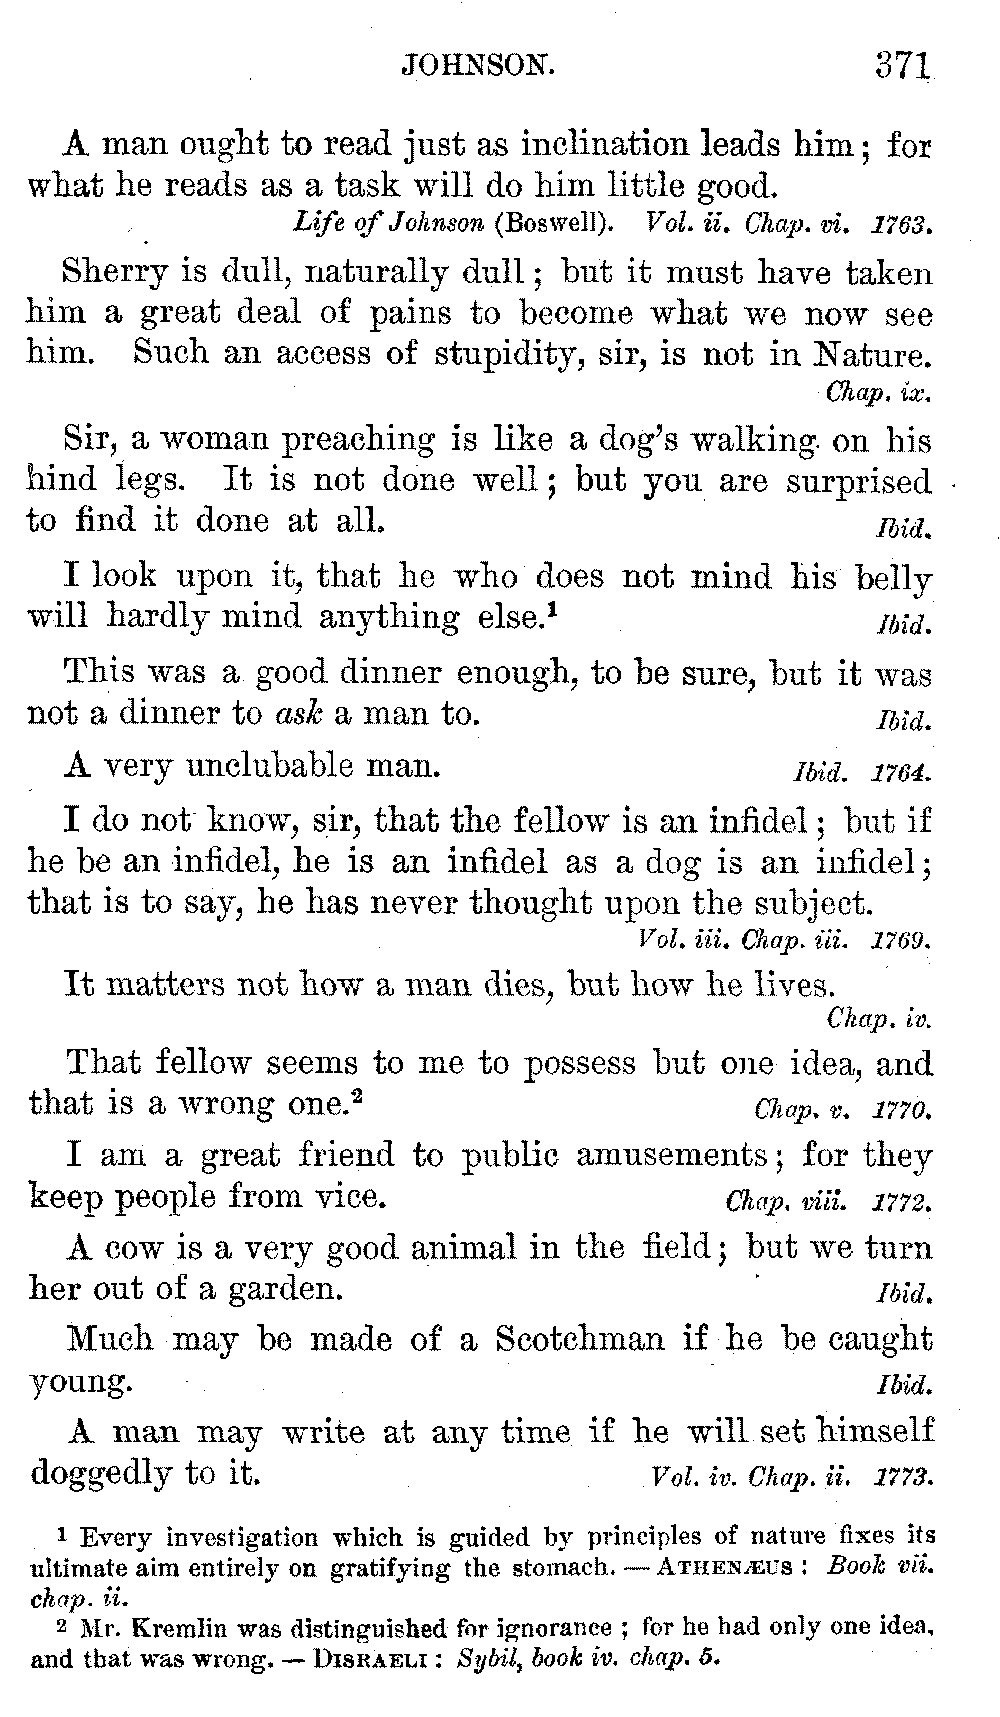 JOHNSON. 371
A man ought to read just as inclination leads him; for
what he reads as a task will do him little good.
Life of Johnson (Boswell). Vol. ii. Chap. vi. 1763.
Sherry is dull, naturally dull; but it must have taken
him a great deal of pains to become what we now see
him. Such an access of stupidity, sir, is not in Nature.
Chap. ix.
Sir, a woman preaching is like a dog's walking on his
hind legs. It is not done well; but you are surprised
to find it done at all. Ibid.
I look upon it, that he who does not mind his belly
will hardly mind anything else.¹ Ibid.
This was a good dinner enough, to be sure, but it was
not a dinner to ask a man to. Ibid.
A very unclubable man. Ibid. 1764.
I do not know, sir, that the fellow is an infidel; but if
he be an infidel, he is an infidel as a dog is an infidel;
that is to say, he has never thought upon the subject.
Vol. iii. Chap. iii. 1769.
It matters not how a man dies, but how he lives.
Chap. iv.
That fellow seems to me to possess but one idea, and
that is a wrong one.² Chap. v. 1770.
I am a great friend to public amusements; for they
keep people from vice. Chap. viii. 1772.
A cow is a very good animal in the field; but we turn
her out of a garden. Ibid.
Much may be made of a Scotchman if he be caught
young. Ibid.
A man may write at any time if he will set himself
doggedly to it. Vol. iv. Chap. ii. 1773.
1 Every investigation which is guided by principles of nature fixes its
ultimate aim entirely on gratifying the stomach. — ATHENÆUS: Book vii.
chap. ii.
2 Mr. Kremlin was distinguished for ignorance; for he had only one idea,
and that was wrong. — DISRAELI: Sybil, book iv. chap. 5.